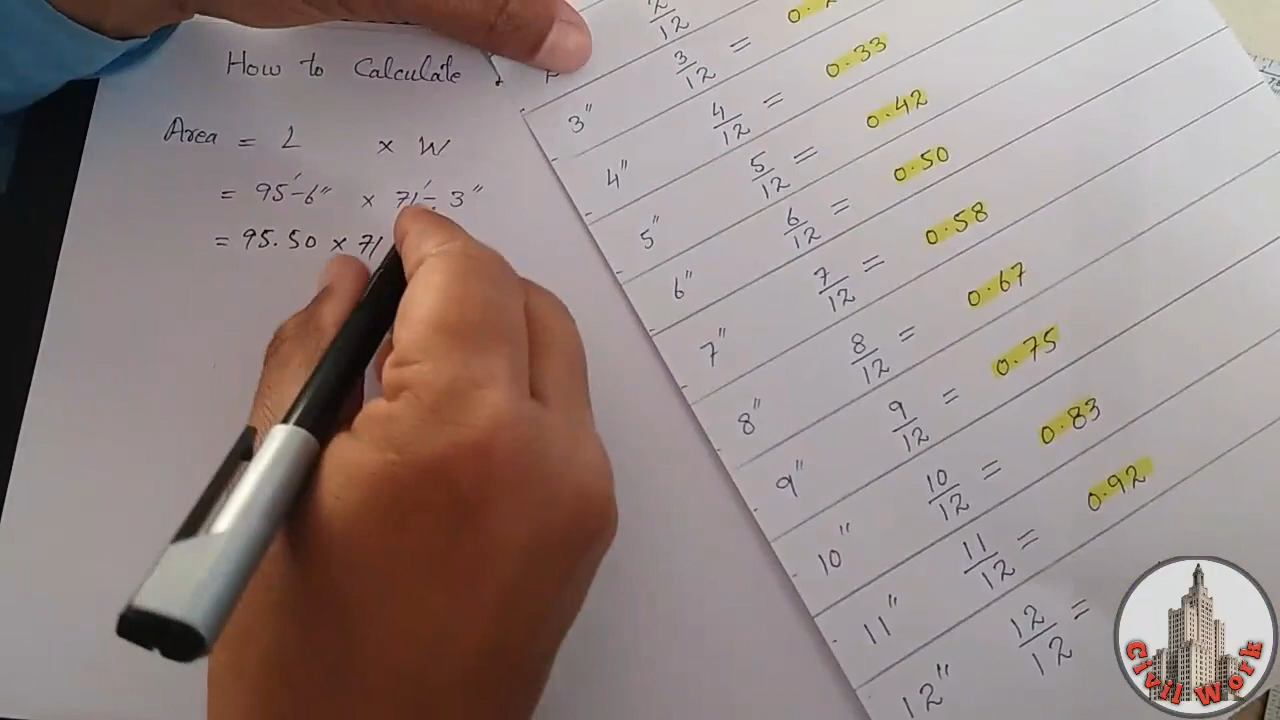 How to Calculate
Area = L × W
= 95'-6" × 71'- 3"
= 95.50 × 71
2/12
3/12 =
3" 4/12 = 0.33
4" 5/12 = 0.42
5" 6/12 = 0.50
6" 7/12 = 0.58
7" 8/12 = 0.67
8" 9/12 = 0.75
9" 10/12 = 0.83
10" 11/12 = 0.92
11" 12/12 =
12"
Civil Work